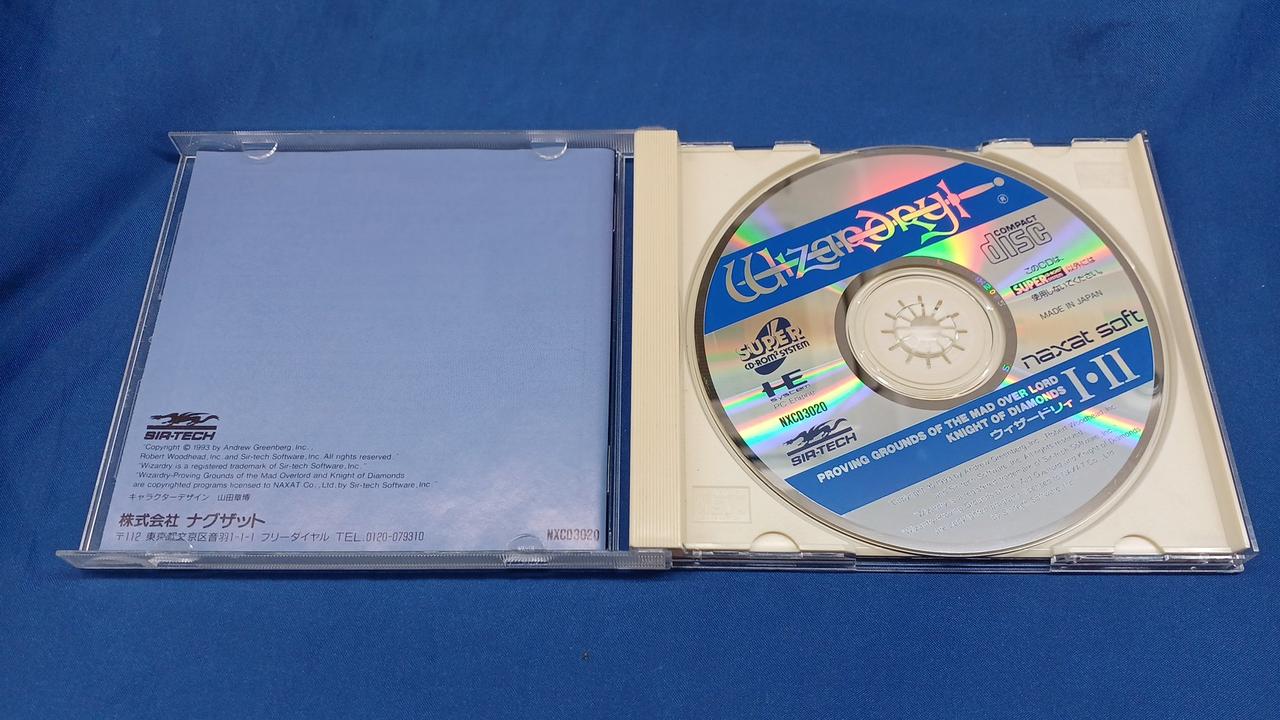 SIR-TECH
"Copyright © 1993 by Andrew Greenberg, Inc.
Robert Woodhead, Inc. and Sir-tech Software, Inc. All rights reserved."
"Wizardry is a registered trademark of Sir-tech Software, Inc."
"Wizardry-Proving Grounds of the Mad Overlord and Knight of Diamonds
are copyrighted programs licensed to NAXAT Co., Ltd. by Sir-tech Software, Inc."
キャラクターデザイン 山田章博
株式会社 ナグザット
〒112 東京都文京区音羽1-1-1 フリーダイヤル TEL.0120-079310
NXCD3020
Wizardry
®
COMPACT
disc
このCDは、
SUPER 以外には
使用しないでください。
MADE IN JAPAN
naxat soft
SUPER
CD-ROM² SYSTEM
HE
system
PC Engine
NXCD3020
SIR-TECH
PROVING GROUNDS OF THE MAD OVER LORD
KNIGHT OF DIAMONDS
I・II
ウィザードリィ